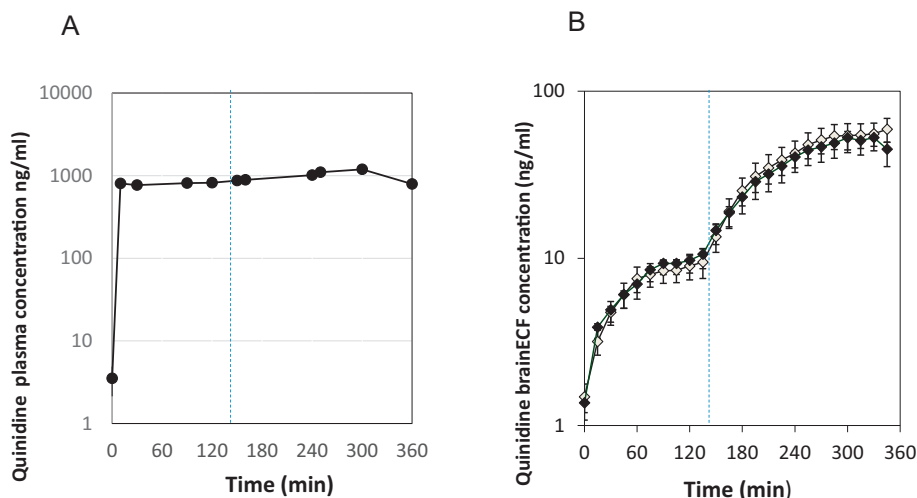 A
Quinidine plasma concentration ng/ml)
10000
1000
100
10
1
0 60 120 180 240 300 360
Time (min)
B
Quinidine brainECF concentration (ng/ml)
100
10
1
0 60 120 180 240 300 360
Time (min)